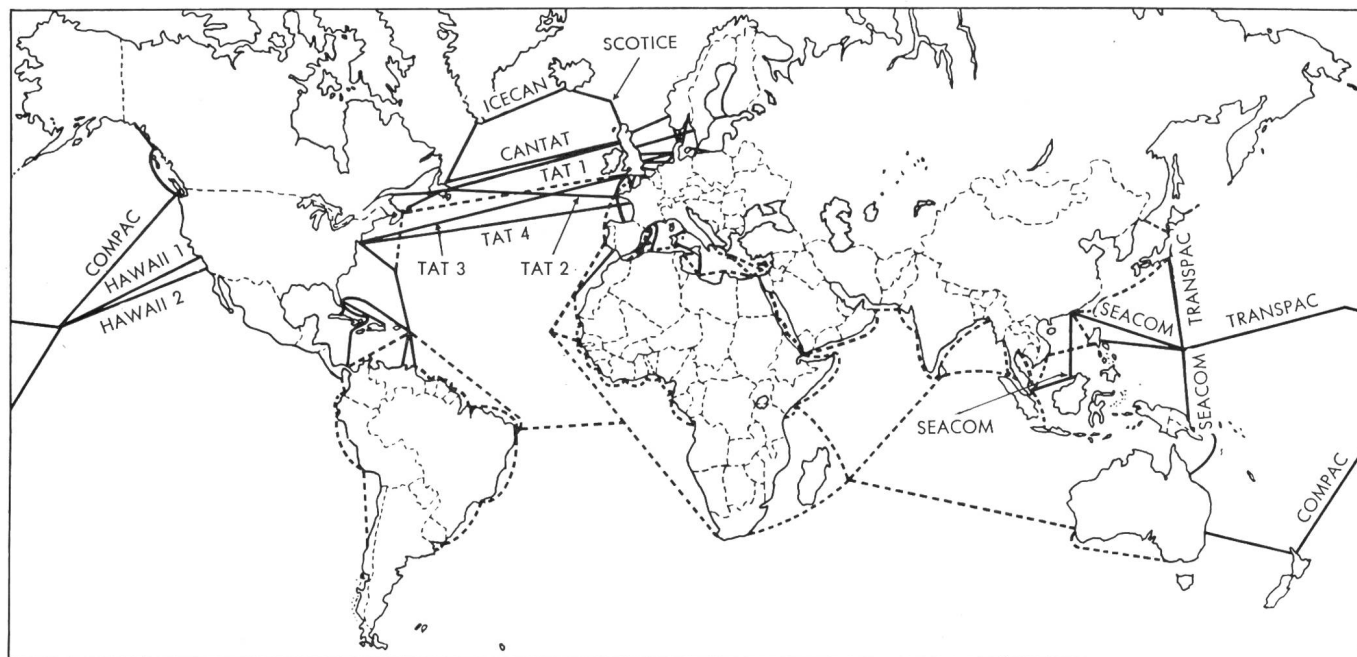 SCOTICE
ICECAN
CANTAT
TAT 1
COMPAC
HAWAII 1
HAWAII 2
TAT 4
TAT 3
TAT 2
TRANSPAC
SEACOM
TRANSPAC
SEACOM
SEACOM
COMPAC